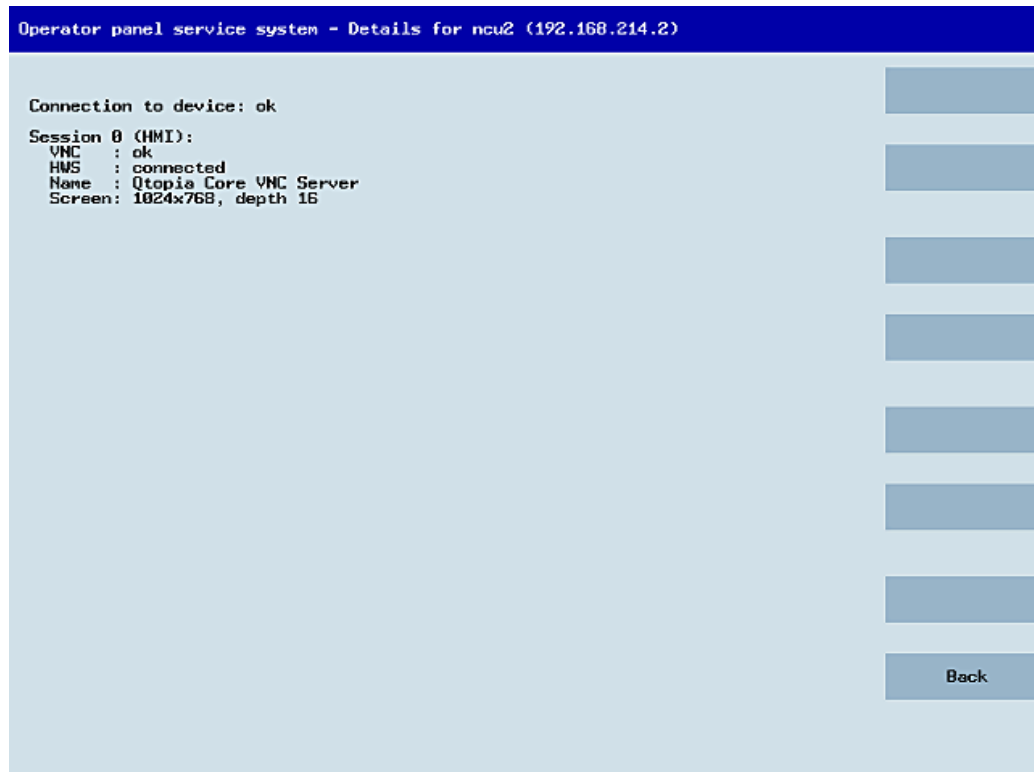 Operator panel service system - Details for ncu2 (192.168.214.2)
Connection to device: ok
Session 0 (HMI):
VNC : ok
HWS : connected
Name : Qtopia Core VNC Server
Screen: 1024x768, depth 16
Back